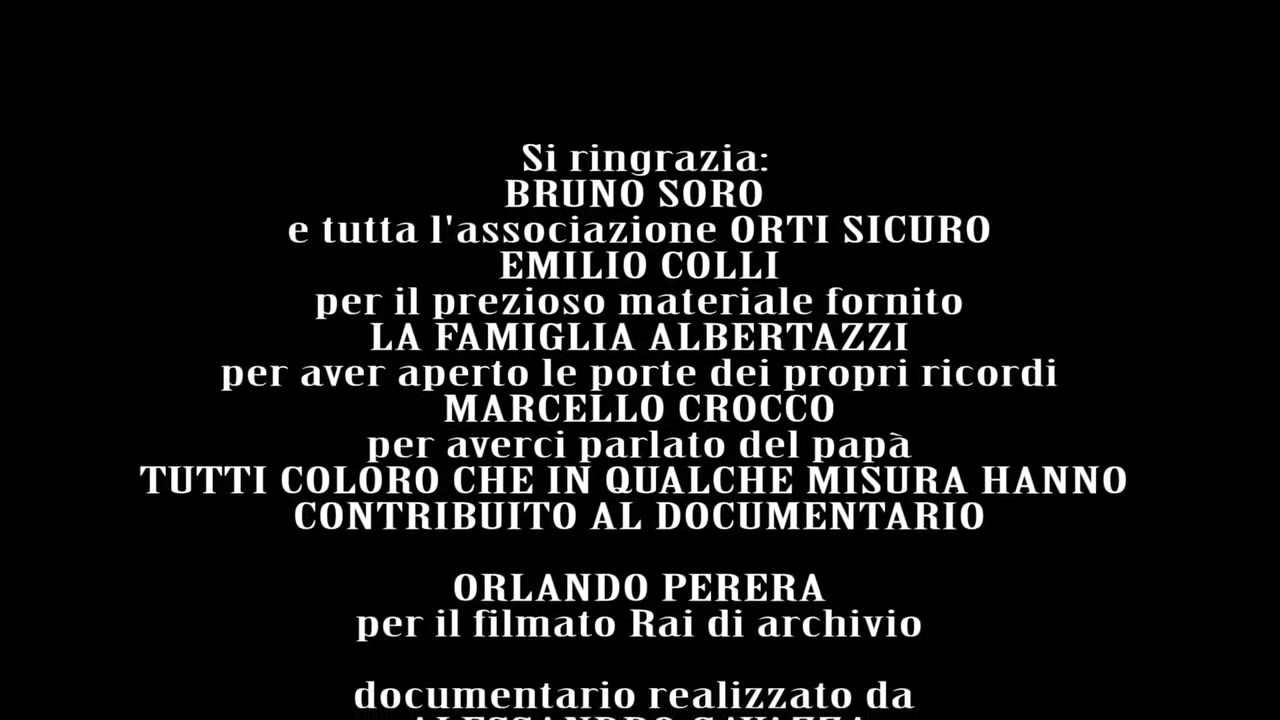 Si ringrazia:
BRUNO SORO
e tutta l'associazione ORTI SICURO
EMILIO COLLI
per il prezioso materiale fornito
LA FAMIGLIA ALBERTAZZI
per aver aperto le porte dei propri ricordi
MARCELLO CROCCO
per averci parlato del papà
TUTTI COLORO CHE IN QUALCHE MISURA HANNO
CONTRIBUITO AL DOCUMENTARIO
ORLANDO PERERA
per il filmato Rai di archivio
documentario realizzato da